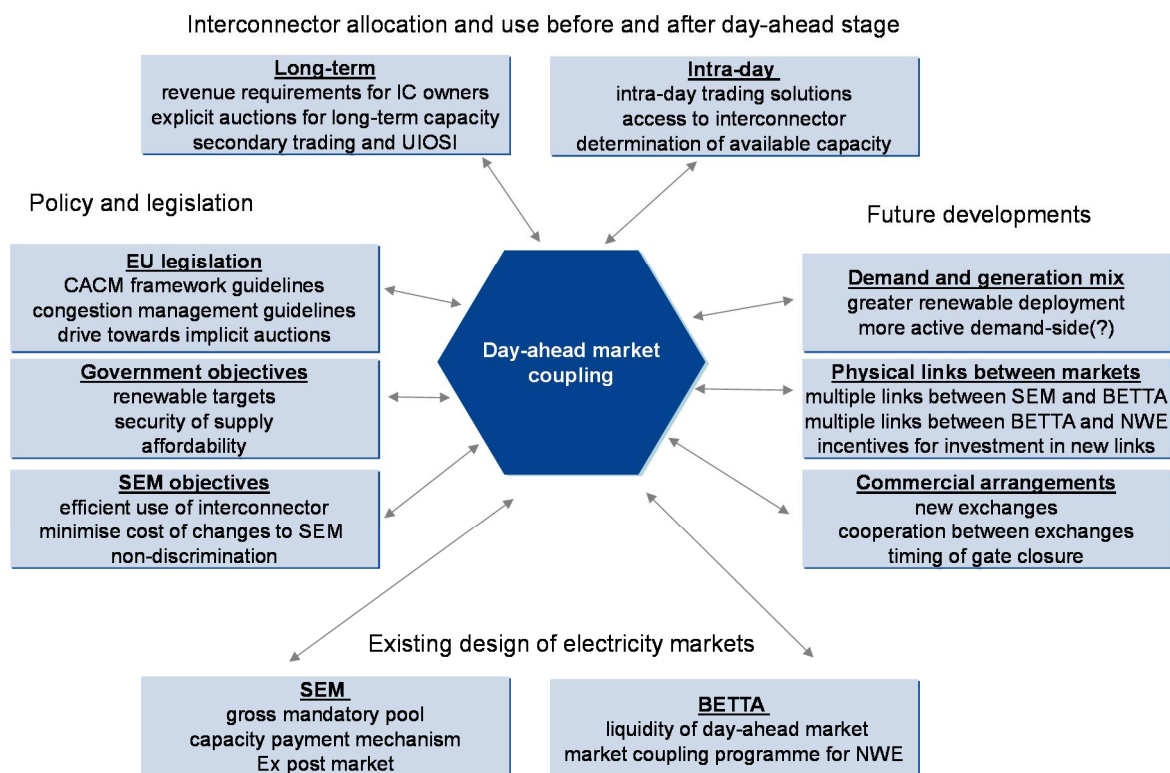 Interconnector allocation and use before and after day-ahead stage
Long-term
revenue requirements for IC owners
explicit auctions for long-term capacity
secondary trading and UIOSI
Intra-day
intra-day trading solutions
access to interconnector
determination of available capacity
Policy and legislation
Future developments
EU legislation
CACM framework guidelines
congestion management guidelines
drive towards implicit auctions
Government objectives
renewable targets
security of supply
affordability
SEM objectives
efficient use of interconnector
minimise cost of changes to SEM
non-discrimination
Day-ahead market
coupling
Demand and generation mix
greater renewable deployment
more active demand-side(?)
Physical links between markets
multiple links between SEM and BETTA
multiple links between BETTA and NWE
incentives for investment in new links
Commercial arrangements
new exchanges
cooperation between exchanges
timing of gate closure
Existing design of electricity markets
SEM
gross mandatory pool
capacity payment mechanism
Ex post market
BETTA
liquidity of day-ahead market
market coupling programme for NWE